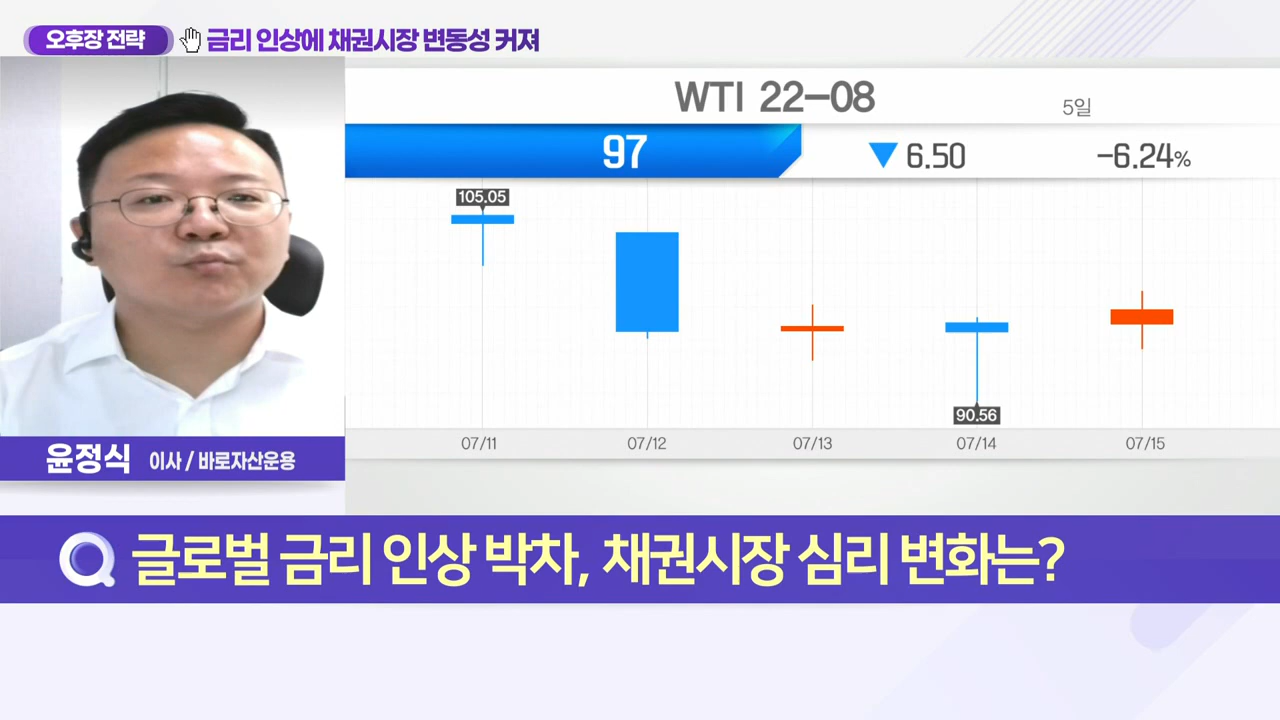 오후장 전략 금리 인상에 채권시장 변동성 커져
WTI 22-08
5일
97 ▼ 6.50 -6.24%
105.05
90.56
07/11 07/12 07/13 07/14 07/15
윤정식 이사 / 바로자산운용
글로벌 금리 인상 박차, 채권시장 심리 변화는?